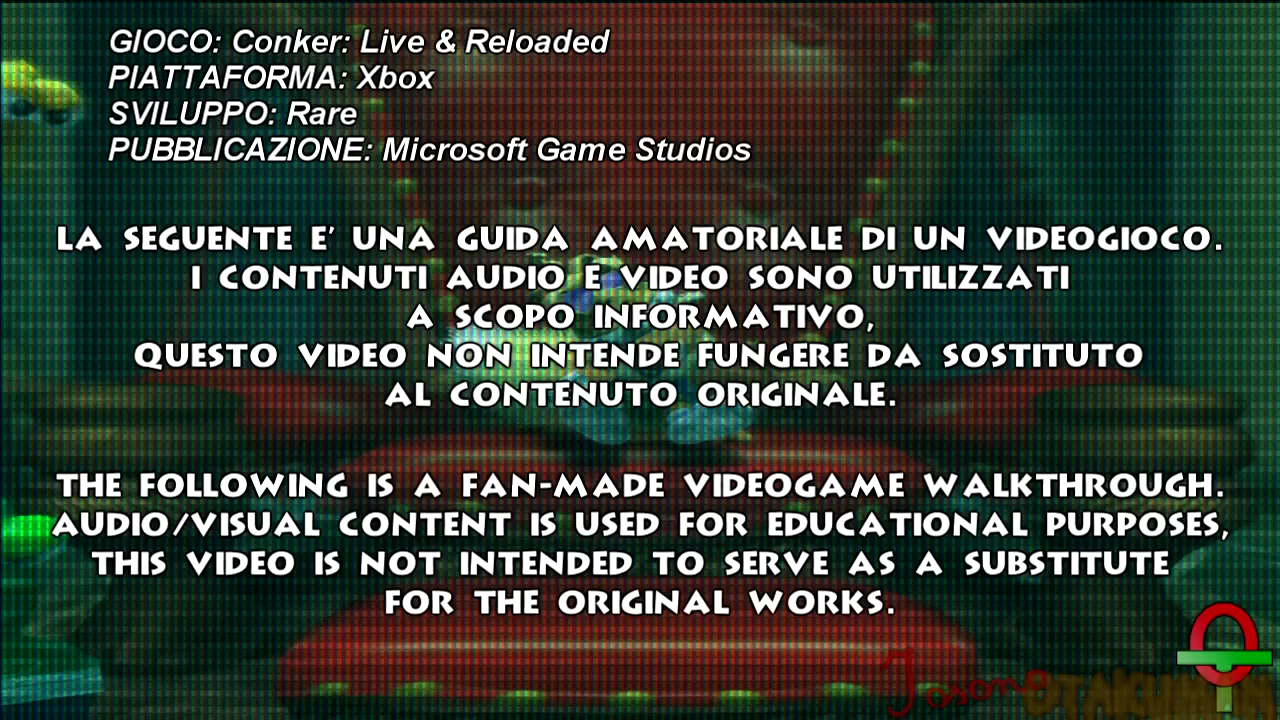 GIOCO: Conker: Live & Reloaded
PIATTAFORMA: Xbox
SVILUPPO: Rare
PUBBLICAZIONE: Microsoft Game Studios
LA SEGUENTE E' UNA GUIDA AMATORIALE DI UN VIDEOGIOCO.
I CONTENUTI AUDIO E VIDEO SONO UTILIZZATI
A SCOPO INFORMATIVO,
QUESTO VIDEO NON INTENDE FUNGERE DA SOSTITUTO
AL CONTENUTO ORIGINALE.
THE FOLLOWING IS A FAN-MADE VIDEOGAME WALKTHROUGH.
AUDIO/VISUAL CONTENT IS USED FOR EDUCATIONAL PURPOSES,
THIS VIDEO IS NOT INTENDED TO SERVE AS A SUBSTITUTE
FOR THE ORIGINAL WORKS.